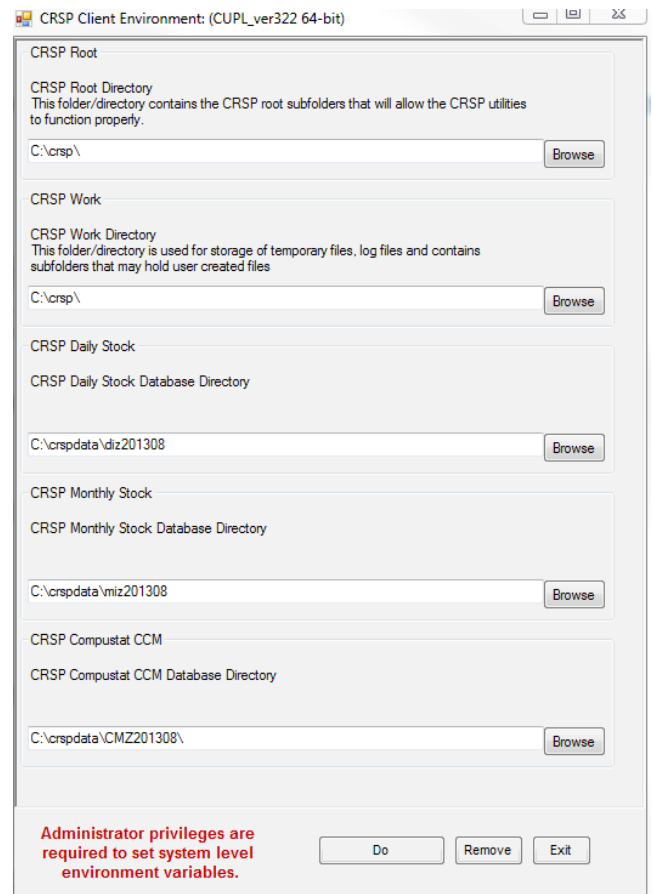 CRSP Client Environment: (CUPL_ver322 64-bit)
CRSP Root
CRSP Root Directory
This folder/directory contains the CRSP root subfolders that will allow the CRSP utilities
to function properly.
C:\crsp\
Browse
CRSP Work
CRSP Work Directory
This folder/directory is used for storage of temporary files, log files and contains
subfolders that may hold user created files
C:\crsp\
Browse
CRSP Daily Stock
CRSP Daily Stock Database Directory
C:\crspdata\diz201308
Browse
CRSP Monthly Stock
CRSP Monthly Stock Database Directory
C:\crspdata\miz201308
Browse
CRSP Compustat CCM
CRSP Compustat CCM Database Directory
C:\crspdata\CMZ201308\
Browse
Administrator privileges are
required to set system level
environment variables.
Do
Remove
Exit